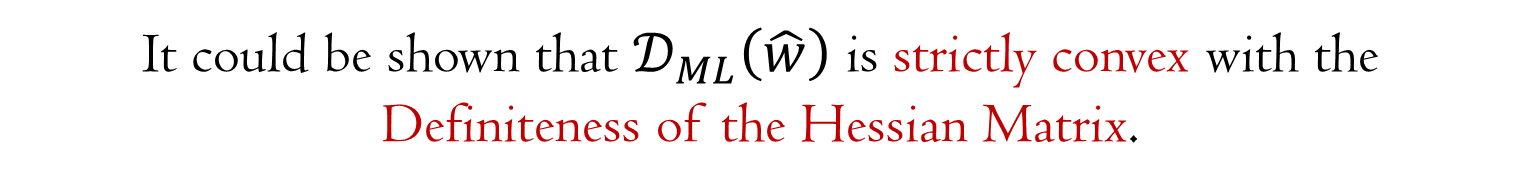 It could be shown that 𝒟_{ML}(ŵ) is strictly convex with the
Definiteness of the Hessian Matrix.